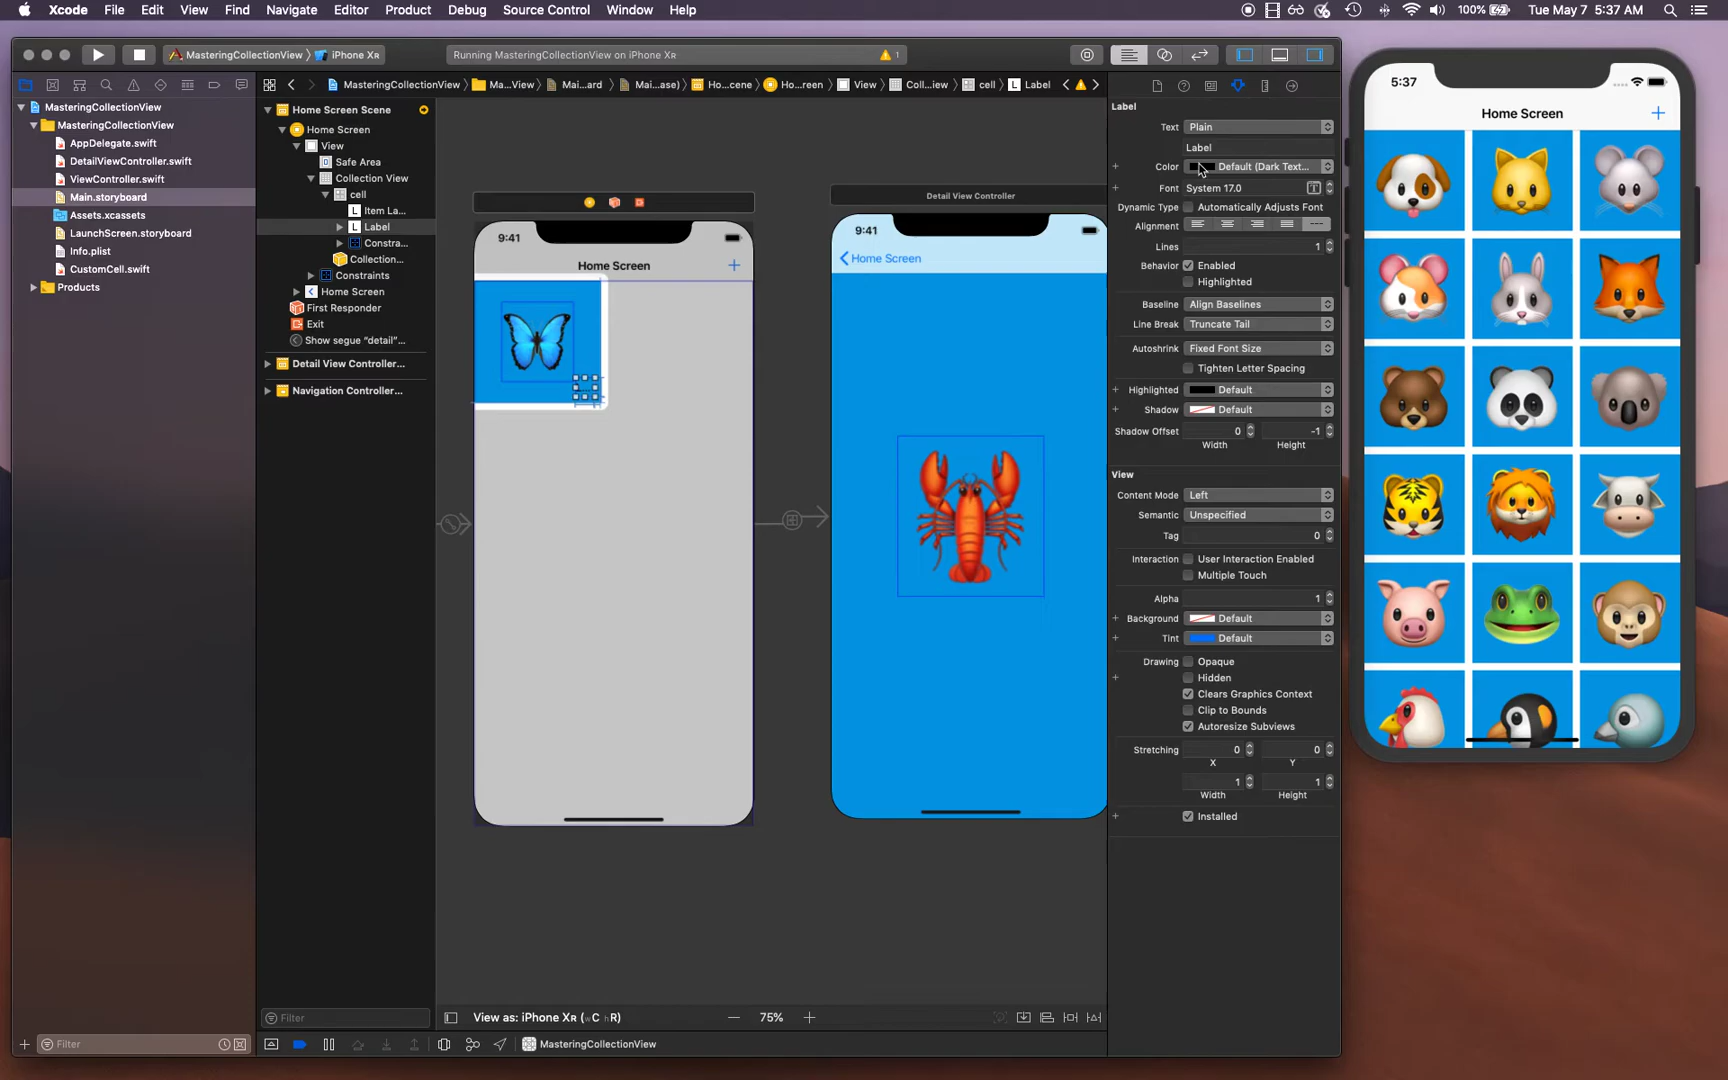 Xcode File Edit View Find Navigate Editor Product Debug Source Control Window Help
100% Tue May 7 5:37 AM
MasteringCollectionView iPhone XR
Running MasteringCollectionView on iPhone XR
1
MasteringCollectionView Ma...View Mai...ard Mai...ase) Ho...cene Ho...reen View Coll...iew cell Label
MasteringCollectionView
MasteringCollectionView
AppDelegate.swift
DetailViewController.swift
ViewController.swift
Main.storyboard
Assets.xcassets
LaunchScreen.storyboard
Info.plist
CustomCell.swift
Products
Filter
Home Screen Scene
Home Screen
View
Safe Area
Collection View
cell
Item La...
Label
Constra...
Collection...
Constraints
Home Screen
First Responder
Exit
Show segue "detail"...
Detail View Controller...
Navigation Controller...
Filter
9:41
Home Screen
Detail View Controller
9:41
Home Screen
View as: iPhone XR (wC hR)
75%
MasteringCollectionView
Label
Text Plain
Label
Color Default (Dark Text...
Font System 17.0
Dynamic Type Automatically Adjusts Font
Alignment
Lines 1
Behavior Enabled
Highlighted
Baseline Align Baselines
Line Break Truncate Tail
Autoshrink Fixed Font Size
Tighten Letter Spacing
Highlighted Default
Shadow Default
Shadow Offset 0 -1
Width Height
View
Content Mode Left
Semantic Unspecified
Tag 0
Interaction User Interaction Enabled
Multiple Touch
Alpha 1
Background Default
Tint Default
Drawing Opaque
Hidden
Clears Graphics Context
Clip to Bounds
Autoresize Subviews
Stretching 0 0
X Y
1 1
Width Height
Installed
5:37
Home Screen